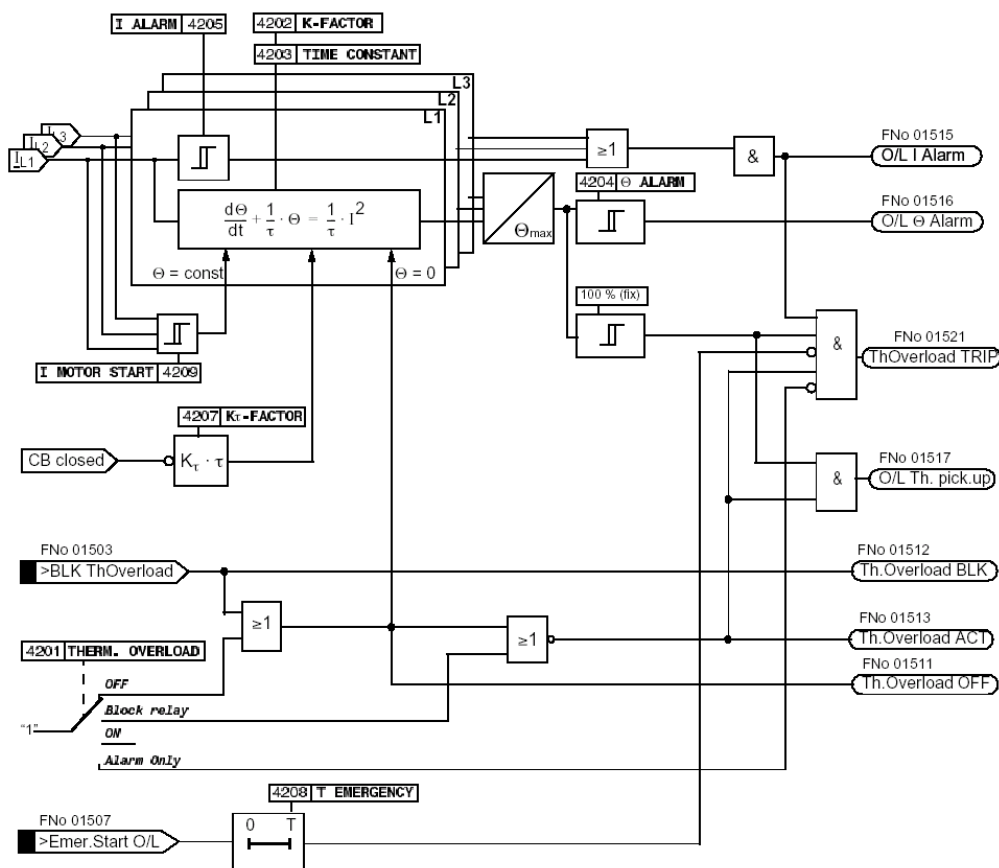 I ALARM 4205
4202 K-FACTOR
4203 TIME CONSTANT
L3
L2
L1
IL3
IL2
IL1
≥1
&
FNo 01515
O/L I Alarm
dΘ/dt + 1/τ · Θ = 1/τ · I²
Θmax
4204 Θ ALARM
FNo 01516
O/L Θ Alarm
Θ = const
Θ = 0
100 % (fix)
I MOTOR START 4209
&
FNo 01521
ThOverload TRIP
4207 Kτ-FACTOR
CB closed
Kτ · τ
&
FNo 01517
O/L Th. pick.up
FNo 01503
>BLK ThOverload
FNo 01512
Th.Overload BLK
≥1
≥1
FNo 01513
Th.Overload ACT
4201 THERM. OVERLOAD
FNo 01511
Th.Overload OFF
OFF
Block relay
"1"
ON
Alarm Only
4208 T EMERGENCY
FNo 01507
>Emer.Start O/L
0 T